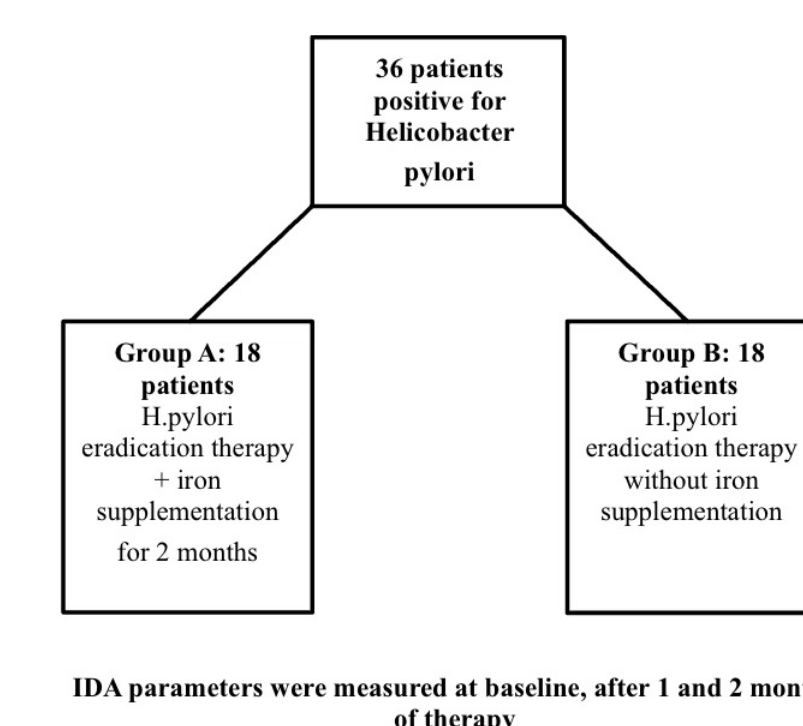 36 patients
positive for
Helicobacter
pylori
Group A: 18
patients
H.pylori
eradication therapy
+ iron
supplementation
for 2 months
Group B: 18
patients
H.pylori
eradication therapy
without iron
supplementation
IDA parameters were measured at baseline, after 1 and 2
of therapy